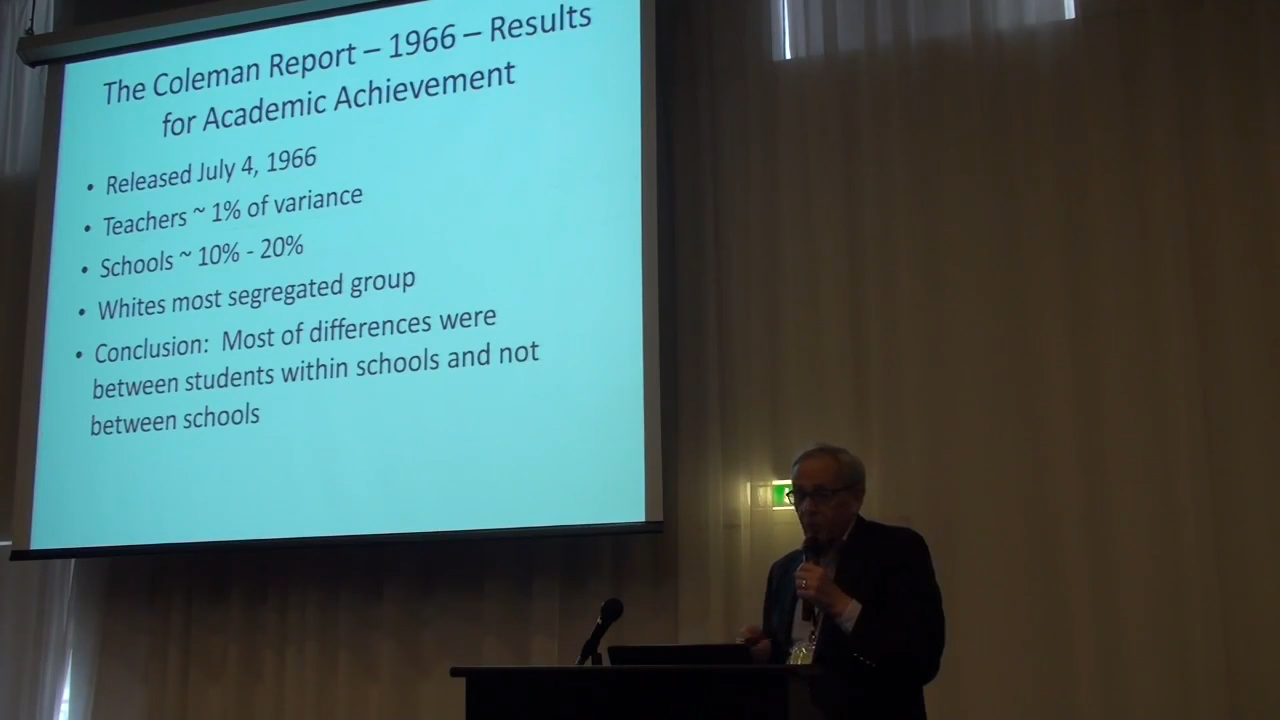 The Coleman Report – 1966 – Results
for Academic Achievement
• Released July 4, 1966
• Teachers ~ 1% of variance
• Schools ~ 10% - 20%
• Whites most segregated group
• Conclusion: Most of differences were
between students within schools and not
between schools